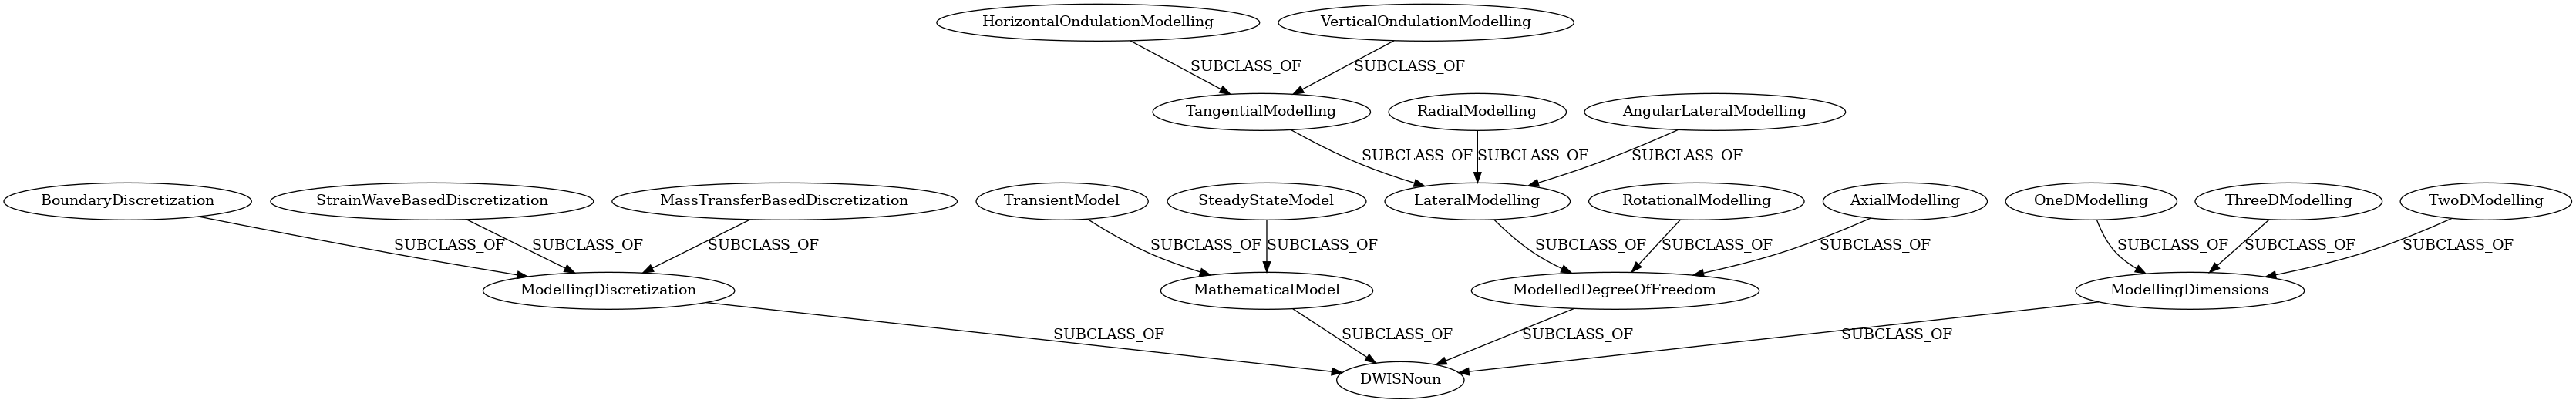 HorizontalOndulationModelling
VerticalOndulationModelling
SUBCLASS_OF
SUBCLASS_OF
TangentialModelling
RadialModelling
AngularLateralModelling
SUBCLASS_OF
SUBCLASS_OF
SUBCLASS_OF
BoundaryDiscretization
StrainWaveBasedDiscretization
MassTransferBasedDiscretization
TransientModel
SteadyStateModel
LateralModelling
RotationalModelling
AxialModelling
OneDModelling
ThreeDModelling
TwoDModelling
SUBCLASS_OF
SUBCLASS_OF
SUBCLASS_OF
SUBCLASS_OF
SUBCLASS_OF
SUBCLASS_OF
SUBCLASS_OF
SUBCLASS_OF
SUBCLASS_OF
SUBCLASS_OF
SUBCLASS_OF
ModellingDiscretization
MathematicalModel
ModelledDegreeOfFreedom
ModellingDimensions
SUBCLASS_OF
SUBCLASS_OF
SUBCLASS_OF
SUBCLASS_OF
DWISNoun